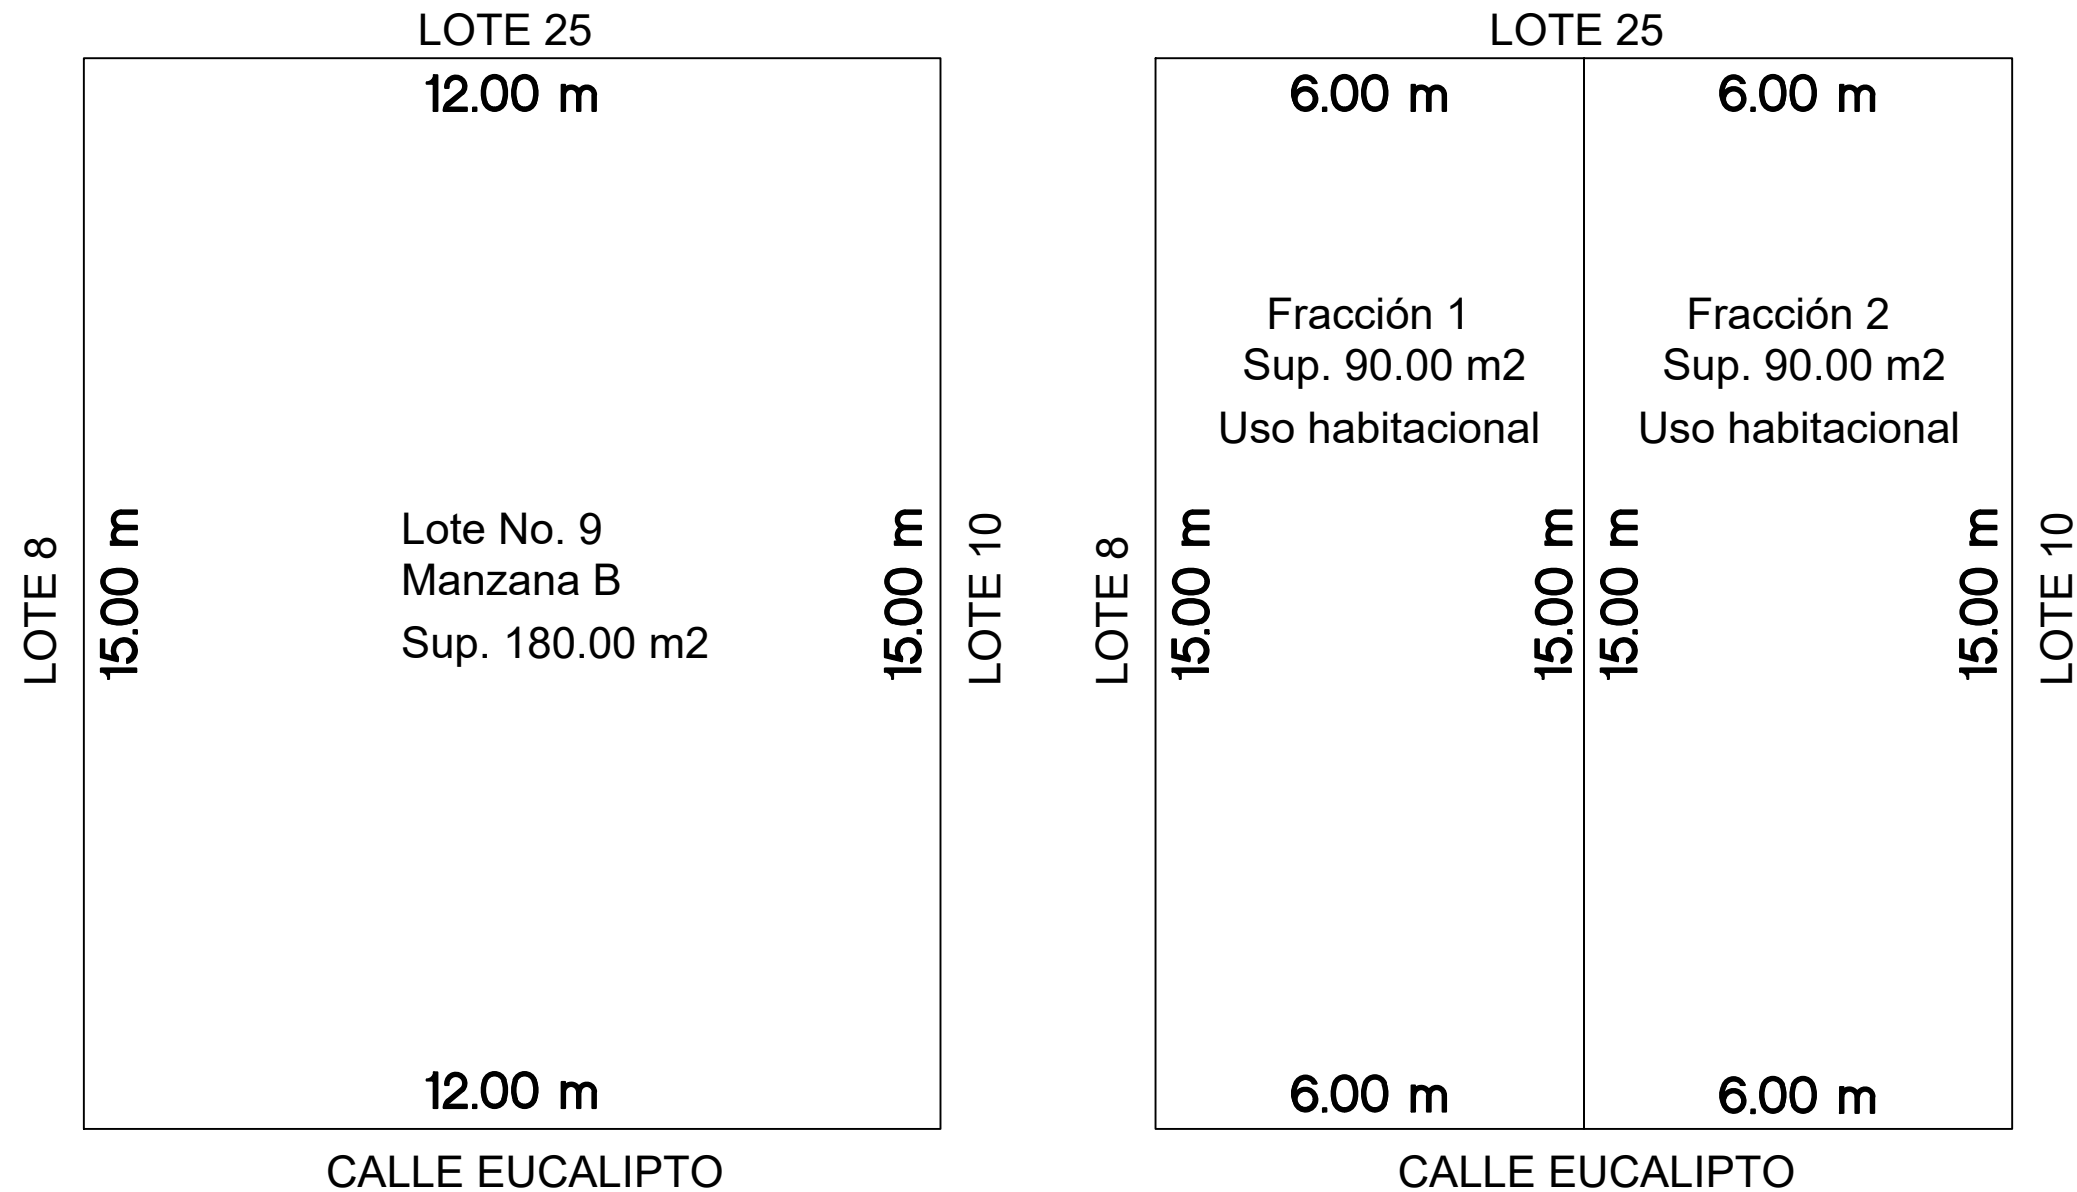 LOTE 25
12.00 m
LOTE 8
15.00 m
Lote No. 9
Manzana B
Sup. 180.00 m2
15.00 m
LOTE 10
12.00 m
CALLE EUCALIPTO
LOTE 25
6.00 m
6.00 m
Fracción 1
Sup. 90.00 m2
Uso habitacional
Fracción 2
Sup. 90.00 m2
Uso habitacional
LOTE 8
15.00 m
15.00 m
15.00 m
15.00 m
LOTE 10
6.00 m
6.00 m
CALLE EUCALIPTO